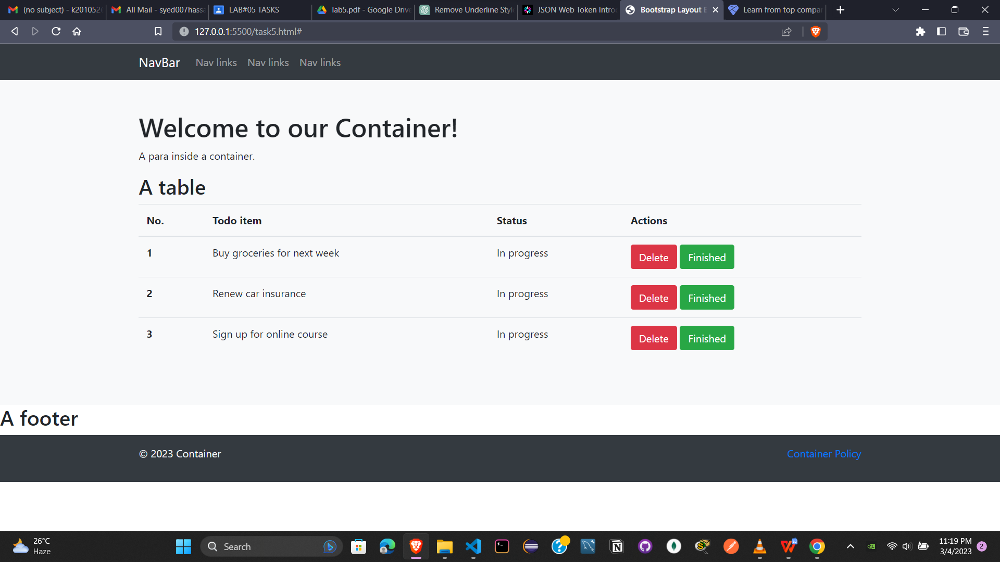 (no subject) - k201052
All Mail - syed007hassa
LAB#05 TASKS
lab5.pdf - Google Drive
Remove Underline Style
JSON Web Token Intro
Bootstrap Layout E
Learn from top compan
127.0.0.1:5500/task5.html#
NavBar Nav links Nav links Nav links
Welcome to our Container!
A para inside a container.
A table
No. Todo item Status Actions
1 Buy groceries for next week In progress Delete Finished
2 Renew car insurance In progress Delete Finished
3 Sign up for online course In progress Delete Finished
A footer
© 2023 Container Container Policy
26°C
Haze
Search
11:19 PM
3/4/2023
2